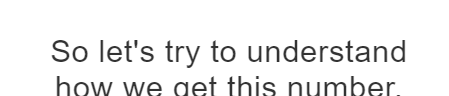 So let's try to understand
how we get this number.